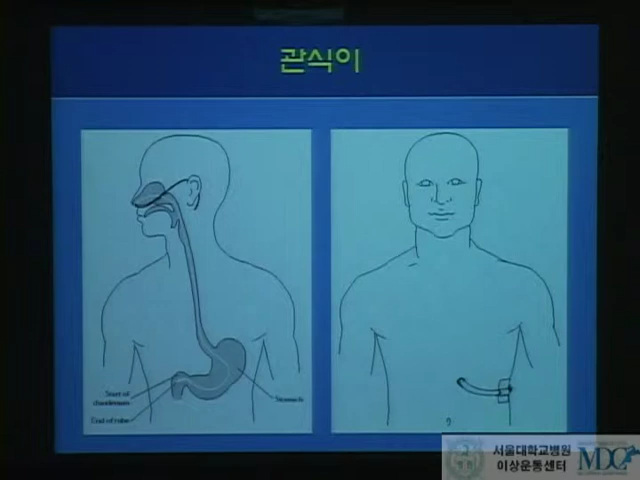 관식이
Start of
duodenum
End of tube
Stomach
서울대학교병원
이상운동센터
MDC